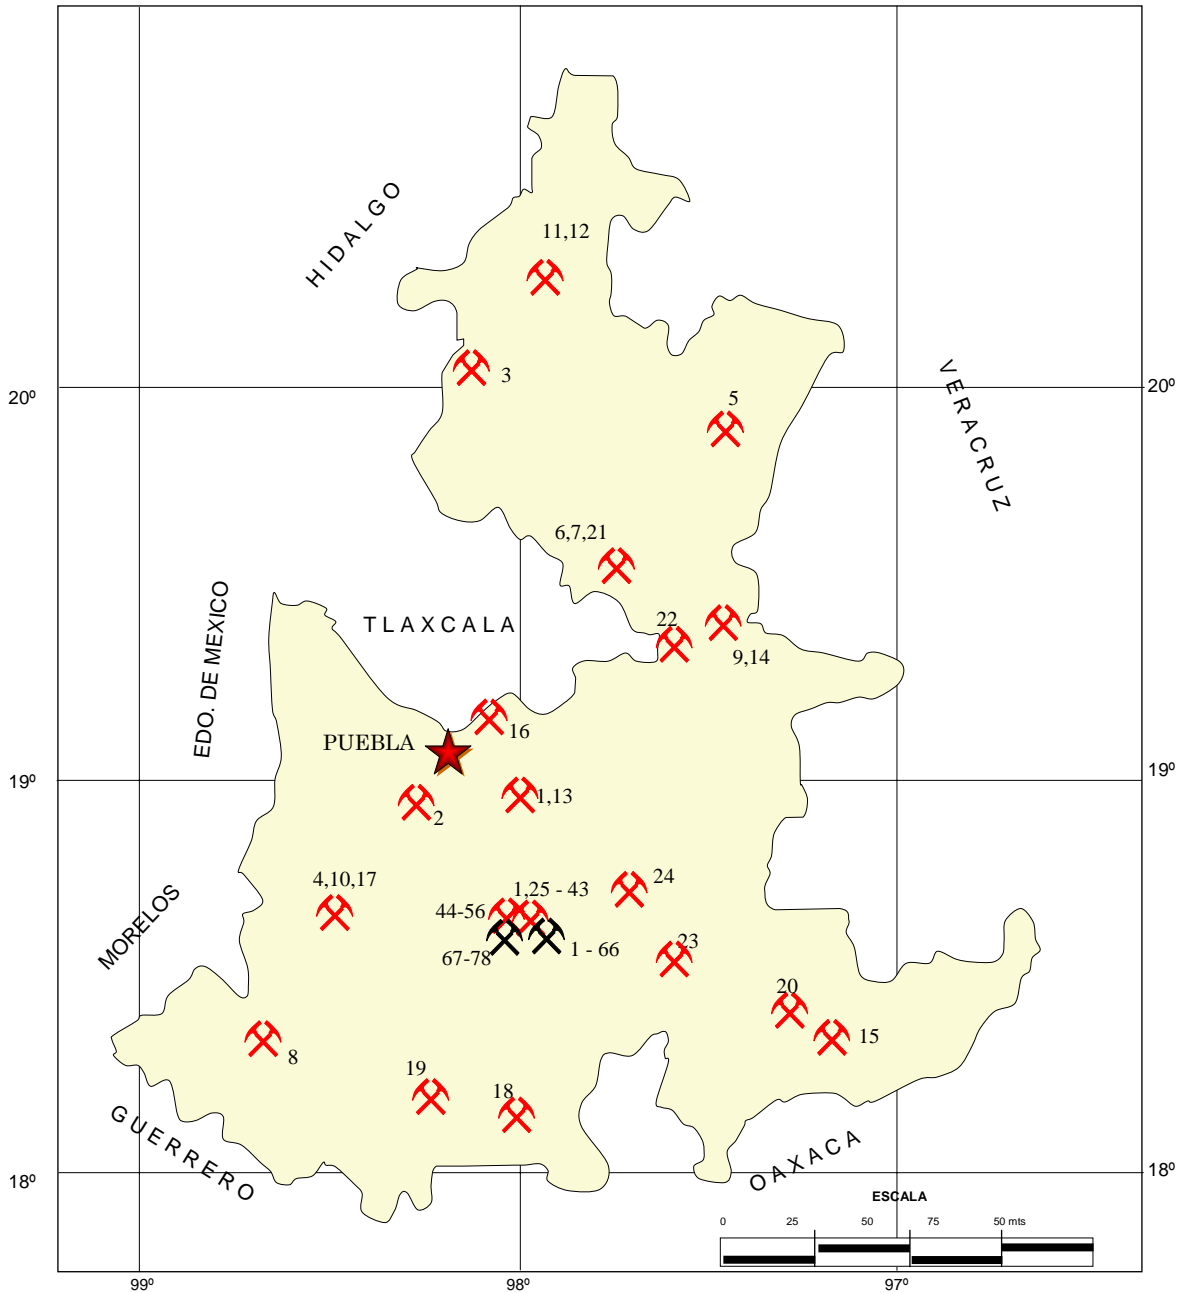 HIDALGO
11,12
3
20º
20º
5
VERACRUZ
6,7,21
EDO. DE MEXICO
TLAXCALA
22
9,14
16
PUEBLA
19º
19º
1,13
2
4,10,17
1,25 - 43
24
44-56
MORELOS
67-78
1 - 66
23
20
15
8
19
18
GUERRERO
OAXACA
18º
18º
ESCALA
0 25 50 75 50 mts
99º 98º 97º